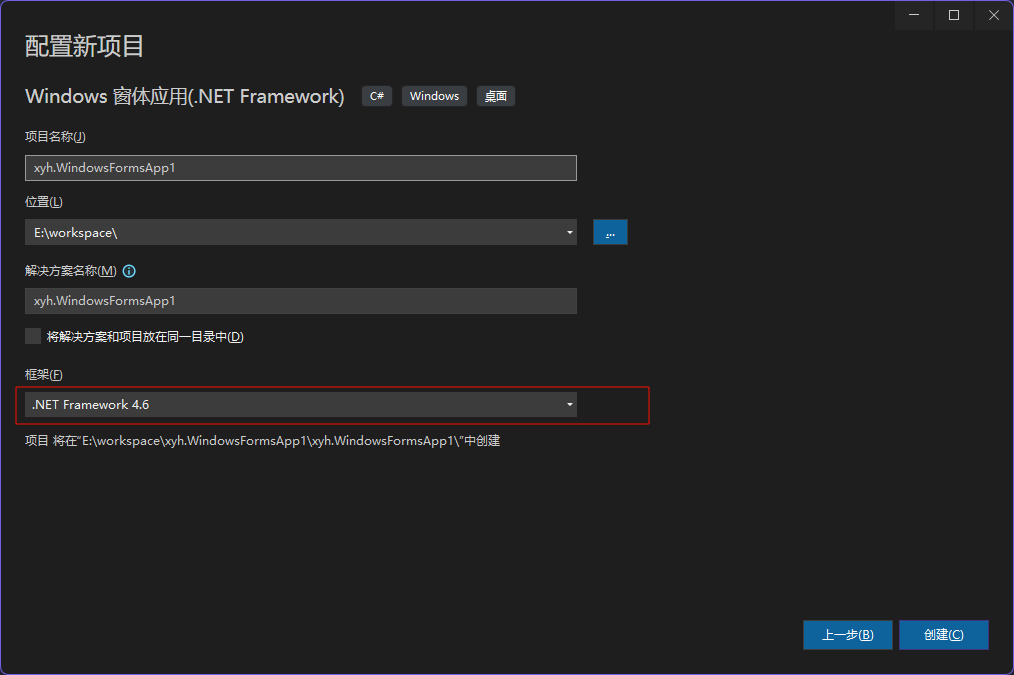 配置新项目
Windows 窗体应用(.NET Framework) C# Windows 桌面
项目名称(J)
xyh.WindowsFormsApp1
位置(L)
E:\workspace\
...
解决方案名称(M)
xyh.WindowsFormsApp1
将解决方案和项目放在同一目录中(D)
框架(F)
.NET Framework 4.6
项目 将在“E:\workspace\xyh.WindowsFormsApp1\xyh.WindowsFormsApp1\”中创建
上一步(B) 创建(C)